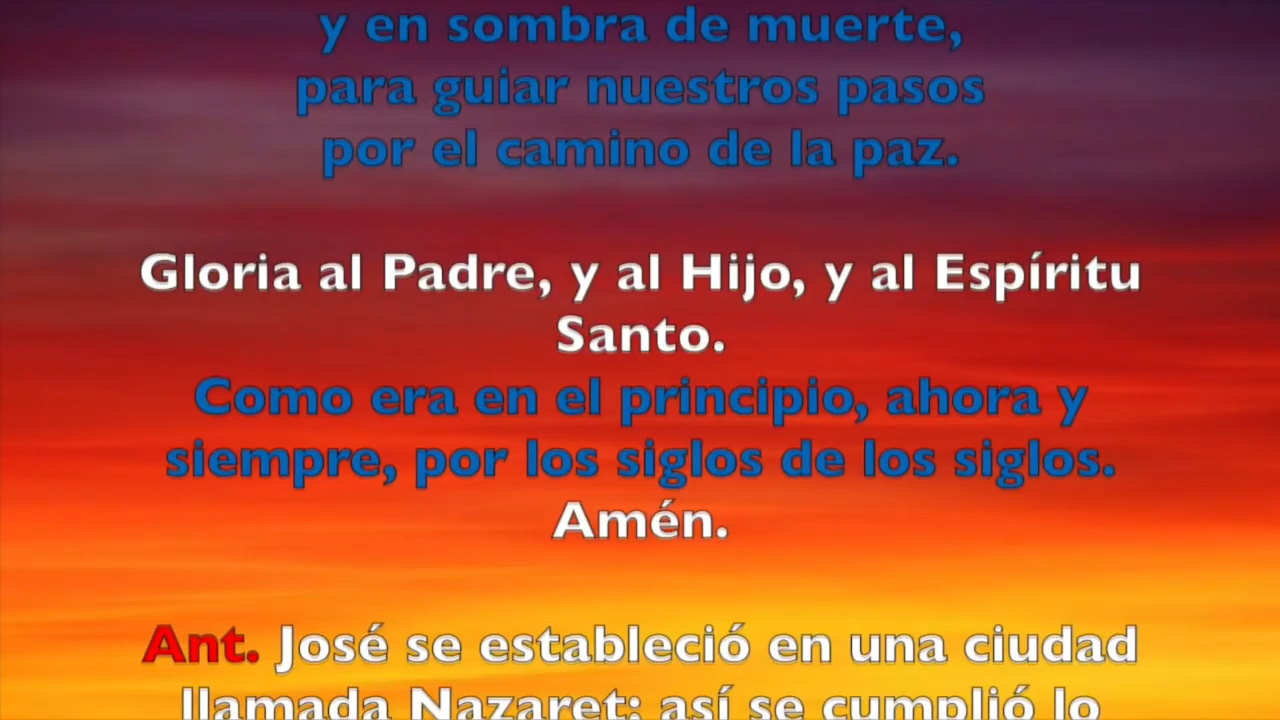 y en sombra de muerte,
para guiar nuestros pasos
por el camino de la paz.
Gloria al Padre, y al Hijo, y al Espíritu
Santo.
Como era en el principio, ahora y
siempre, por los siglos de los siglos.
Amén.
Ant. José se estableció en una ciudad
llamada Nazaret: así se cumplió lo